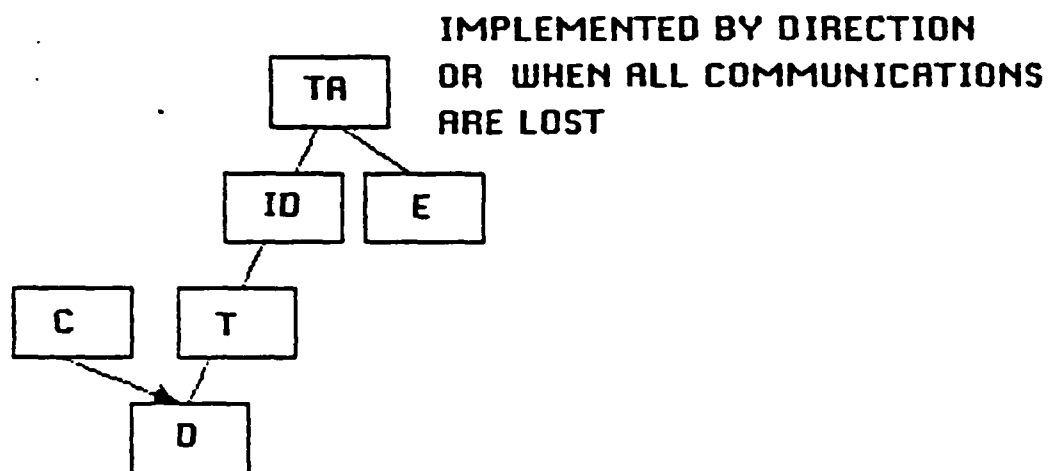 IMPLEMENTED BY DIRECTION
OR WHEN ALL COMMUNICATIONS
ARE LOST
TA
ID E
C T
D